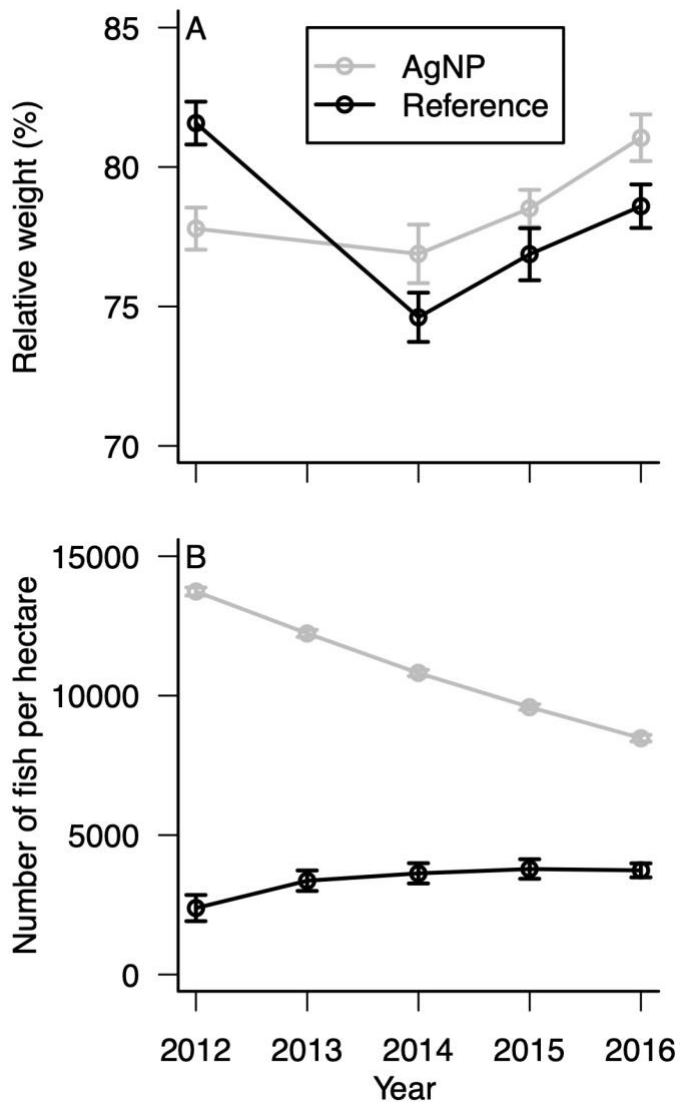 A
AgNP
Reference
Relative weight (%)
85
80
75
70
B
Number of fish per hectare
15000
10000
5000
0
2012 2013 2014 2015 2016
Year